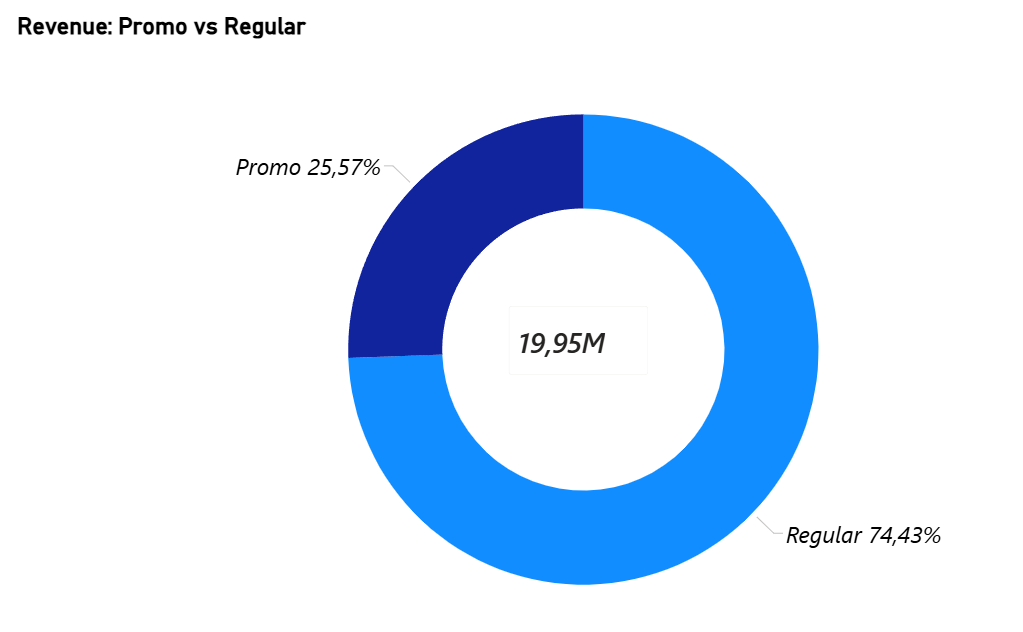 Revenue: Promo vs Regular
Promo 25,57%
19,95M
Regular 74,43%